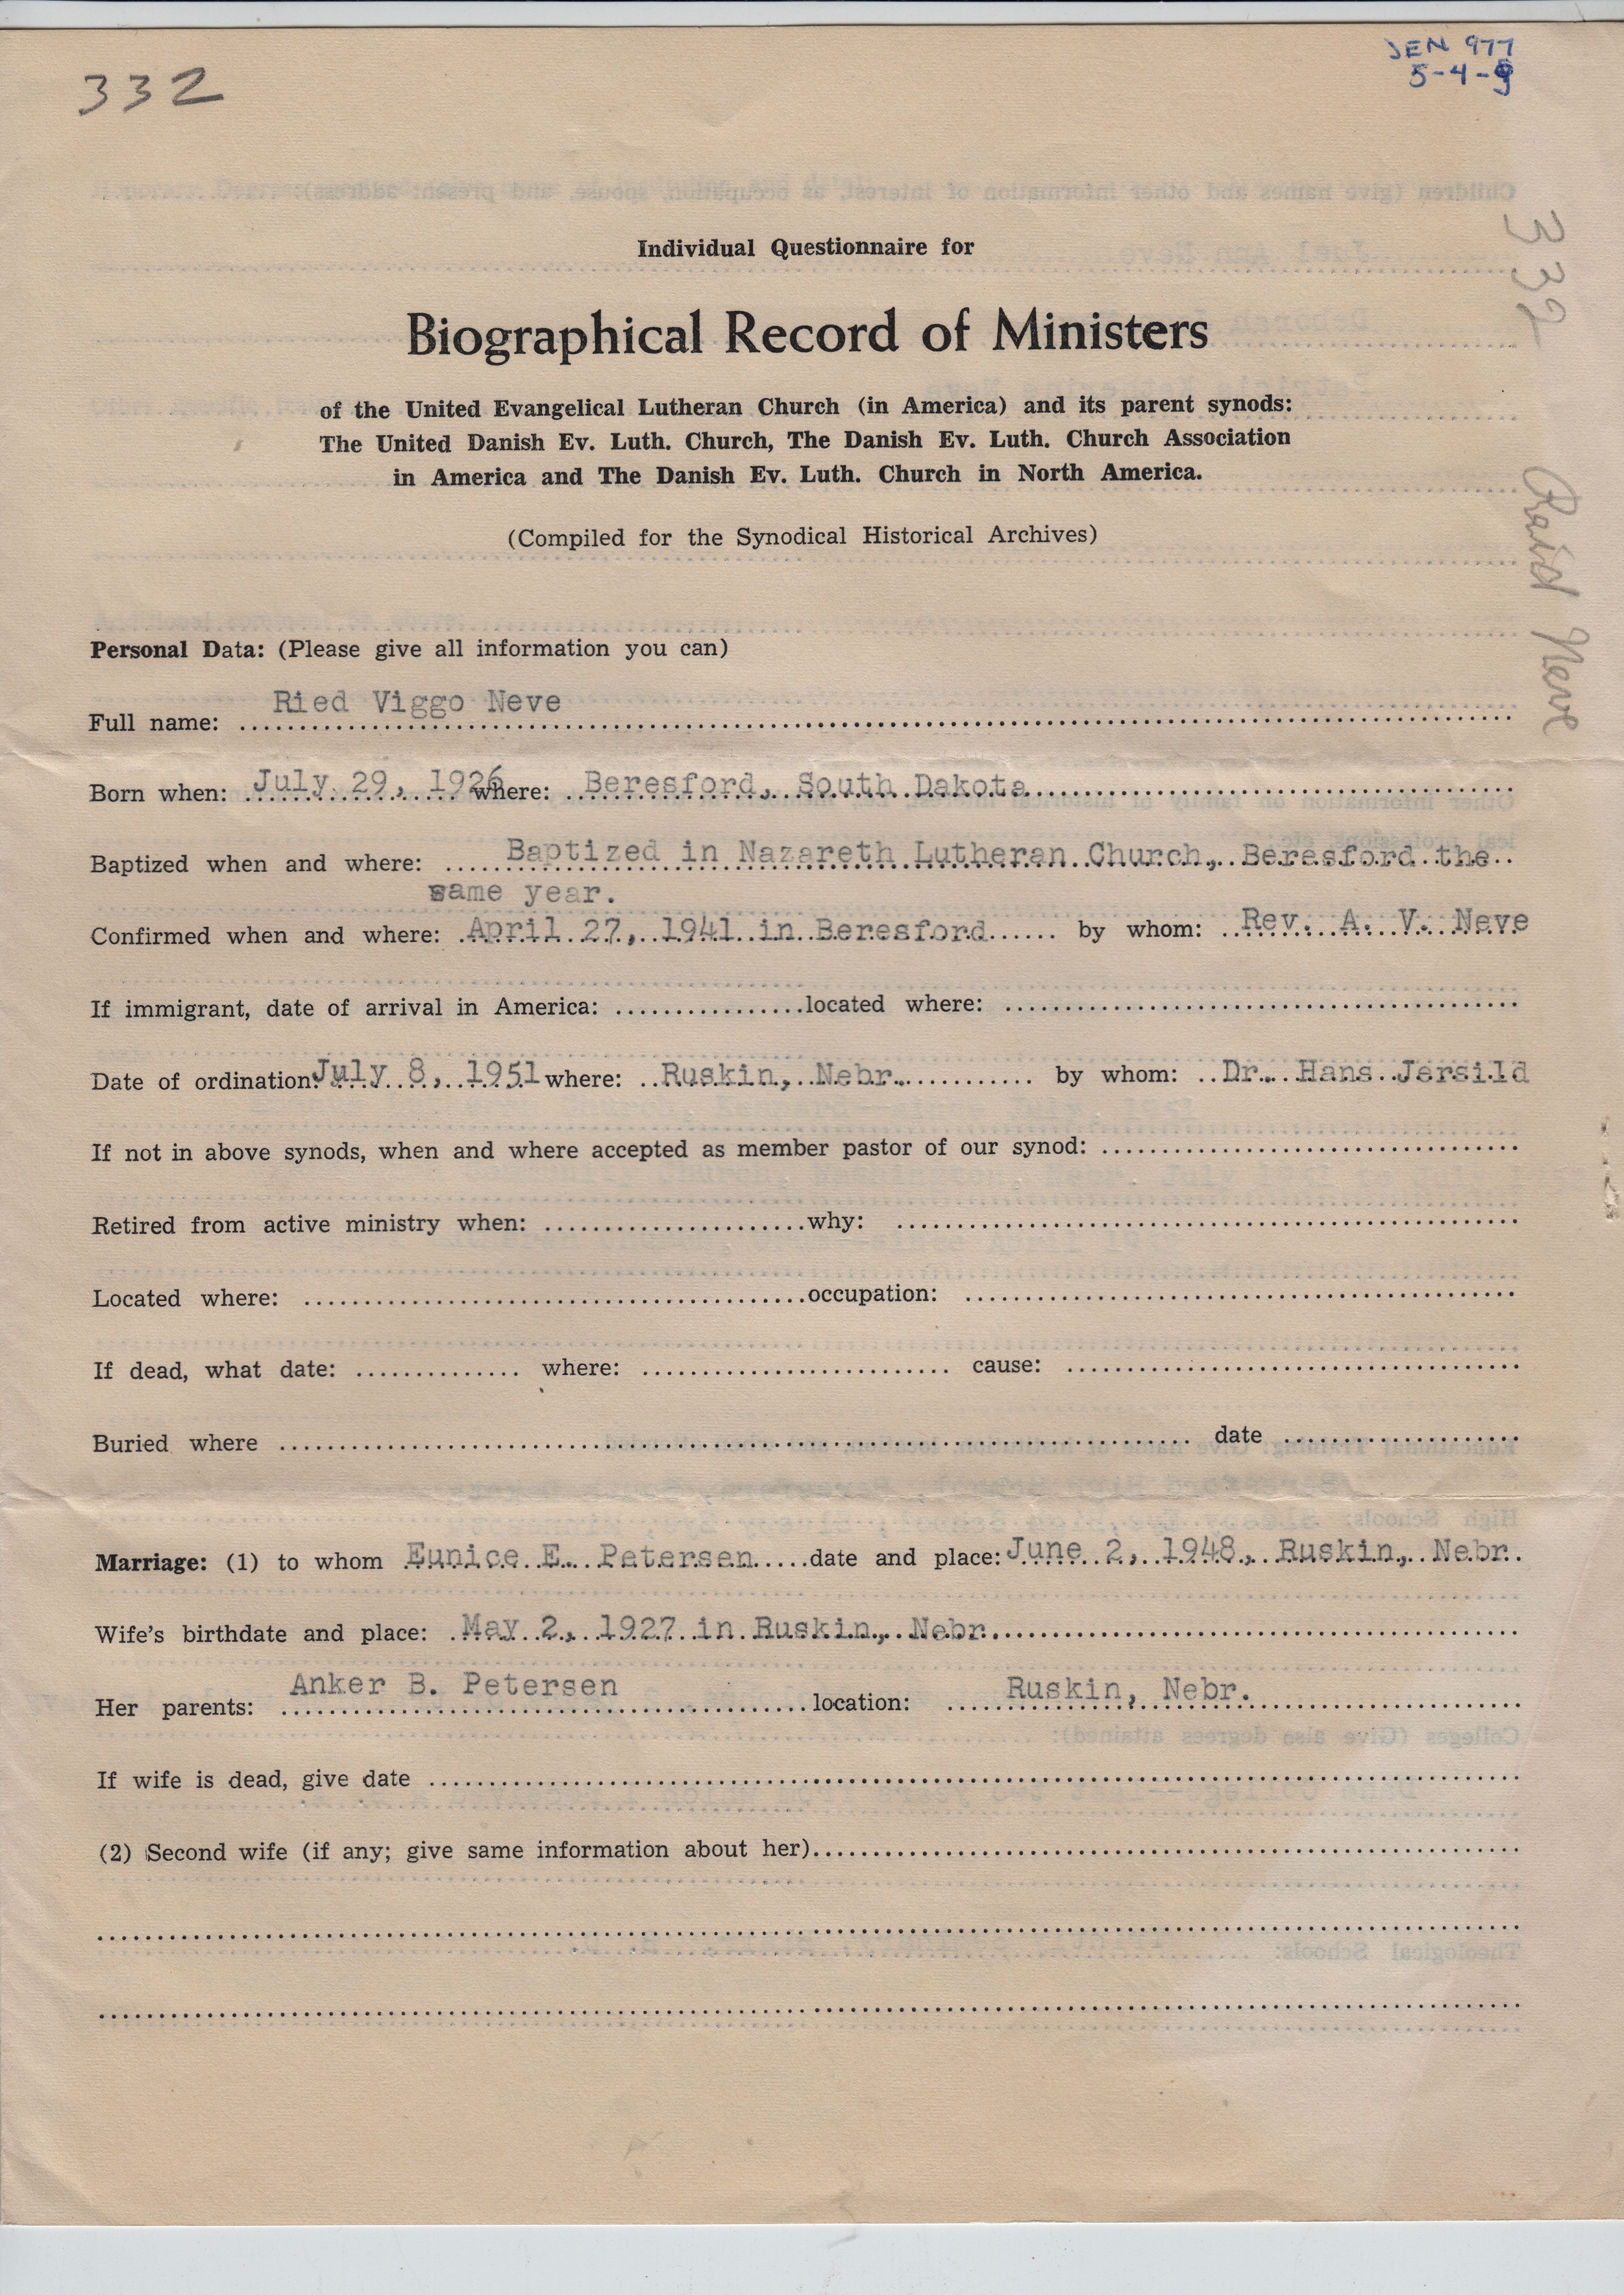 332
JEN 977
5-4-9
Individual Questionnaire for
Biographical Record of Ministers
of the United Evangelical Lutheran Church (in America) and its parent synods:
The United Danish Ev. Luth. Church, The Danish Ev. Luth. Church Association
in America and The Danish Ev. Luth. Church in North America.
(Compiled for the Synodical Historical Archives)
332 Neve
Personal Data: (Please give all information you can)
Full name: Ried Viggo Neve
Born when: July 29, 1926 where: Beresford, South Dakota
Baptized when and where: Baptized in Nazareth Lutheran Church, Beresford the
same year.
Confirmed when and where: April 27, 1941 in Beresford by whom: Rev. A. V. Neve
If immigrant, date of arrival in America: located where:
Date of ordination: July 8, 1951 where: Ruskin, Nebr. by whom: Dr. Hans Jersild
If not in above synods, when and where accepted as member pastor of our synod:
Retired from active ministry when: why:
Located where: occupation:
If dead, what date: where: cause:
Buried where date
Marriage: (1) to whom Eunice E. Petersen date and place: June 2, 1948, Ruskin, Nebr.
Wife's birthdate and place: May 2, 1927 in Ruskin, Nebr.
Her parents: Anker B. Petersen location: Ruskin, Nebr.
If wife is dead, give date
(2) Second wife (if any; give same information about her)